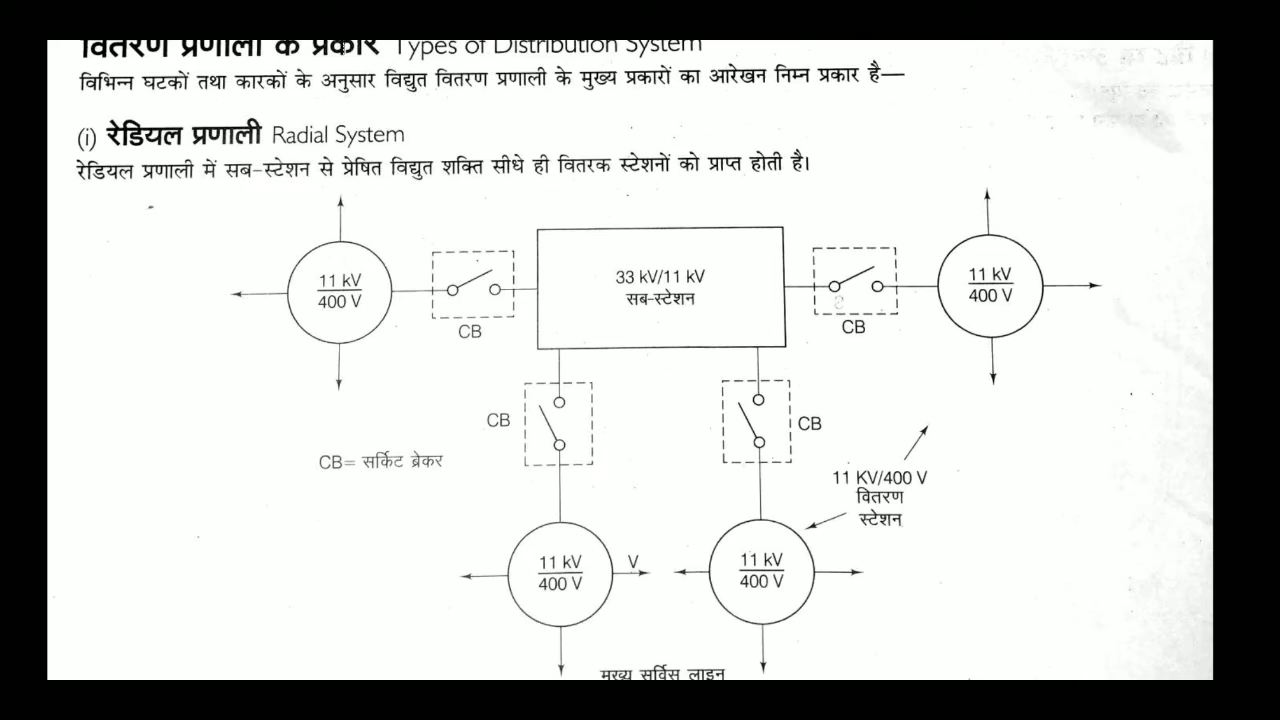 वितरण प्रणाली के प्रकार Types of Distribution System
विभिन्न घटकों तथा कारकों के अनुसार विद्युत वितरण प्रणाली के मुख्य प्रकारों का आरेखन निम्न प्रकार है—
(i) रेडियल प्रणाली Radial System
रेडियल प्रणाली में सब-स्टेशन से प्रेषित विद्युत शक्ति सीधे ही वितरक स्टेशनों को प्राप्त होती है।
11 kV
400 V
CB
33 kV/11 kV
सब-स्टेशन
CB
11 kV
400 V
CB
CB
CB= सर्किट ब्रेकर
11 KV/400 V
वितरण
स्टेशन
11 kV
400 V
V
11 kV
400 V
मुख्य सर्विस लाइन